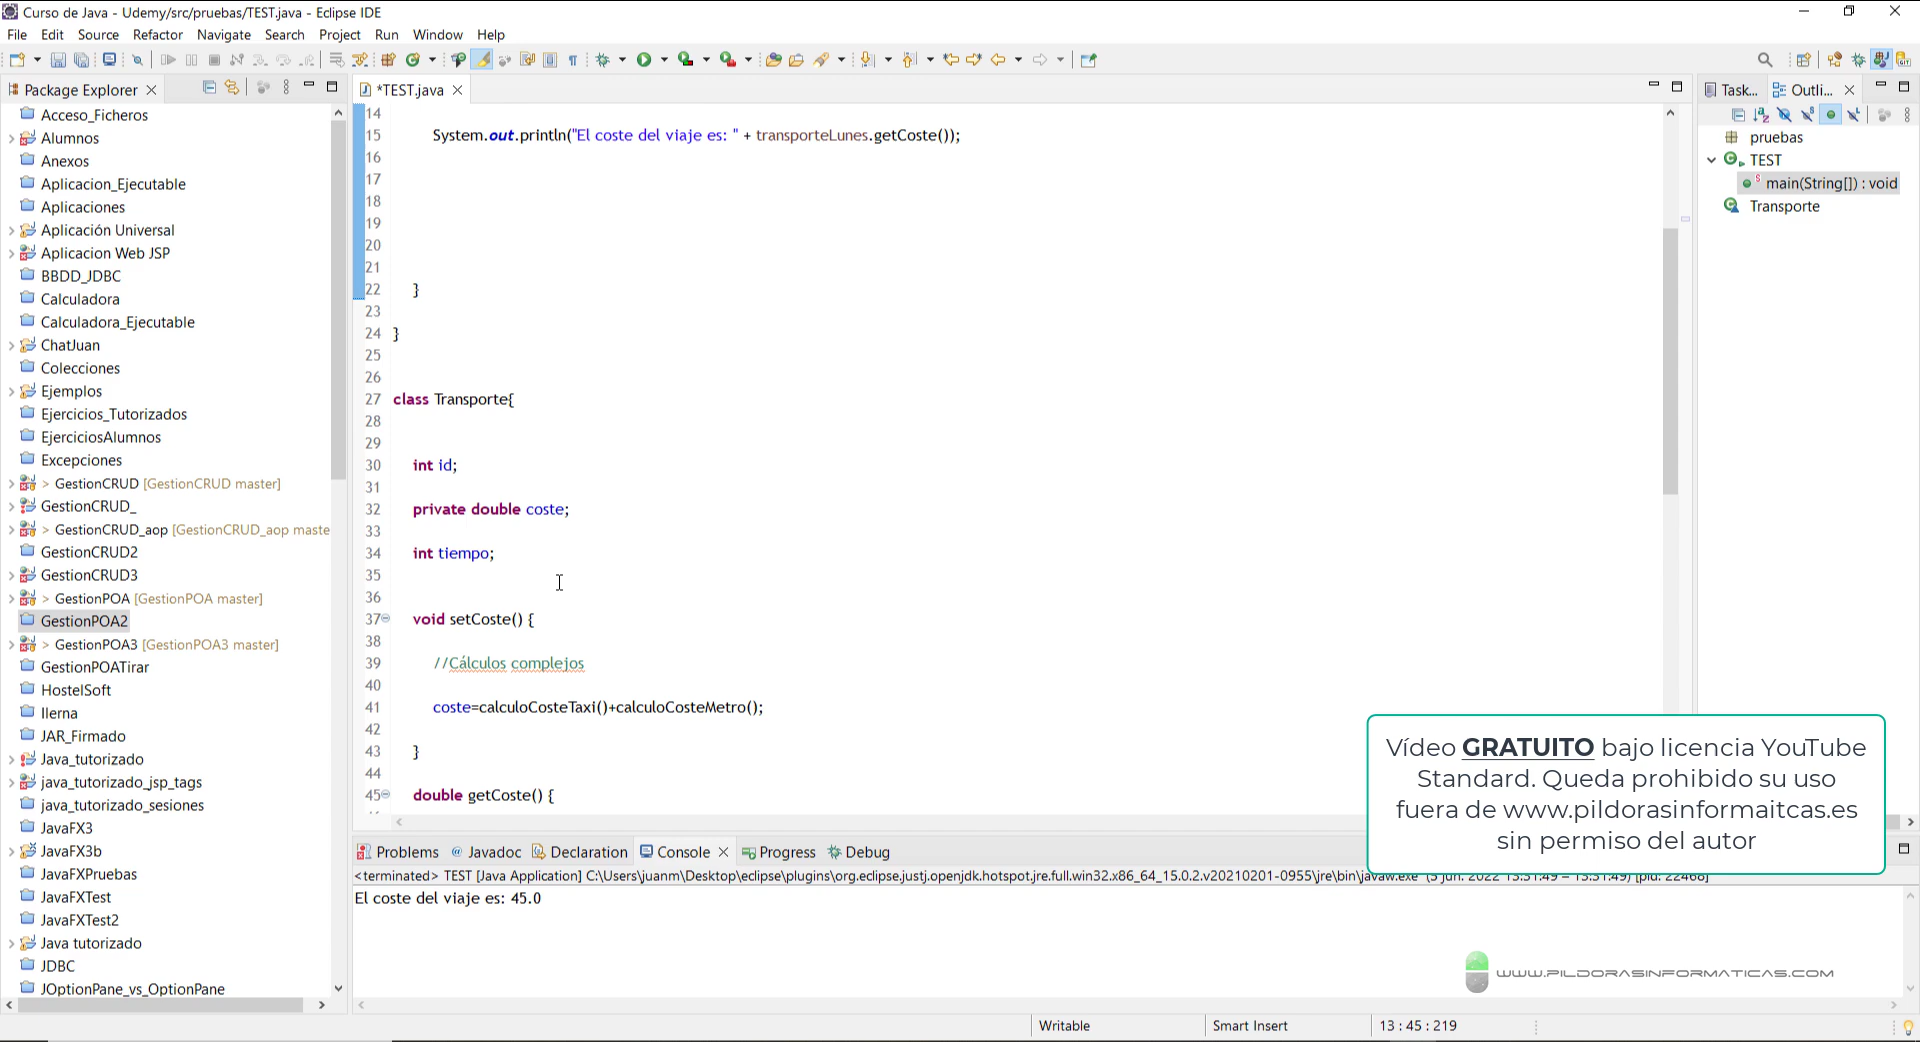 Curso de Java - Udemy/src/pruebas/TEST.java - Eclipse IDE
File Edit Source Refactor Navigate Search Project Run Window Help
Package Explorer
Acceso_Ficheros
Alumnos
Anexos
Aplicacion_Ejecutable
Aplicaciones
Aplicación Universal
Aplicacion Web JSP
BBDD_JDBC
Calculadora
Calculadora_Ejecutable
ChatJuan
Colecciones
Ejemplos
Ejercicios_Tutorizados
EjerciciosAlumnos
Excepciones
> GestionCRUD [GestionCRUD master]
GestionCRUD_
> GestionCRUD_aop [GestionCRUD_aop maste
GestionCRUD2
GestionCRUD3
> GestionPOA [GestionPOA master]
GestionPOA2
> GestionPOA3 [GestionPOA3 master]
GestionPOATirar
HostelSoft
Ilerna
JAR_Firmado
Java_tutorizado
java_tutorizado_jsp_tags
java_tutorizado_sesiones
JavaFX3
JavaFX3b
JavaFXPruebas
JavaFXTest
JavaFXTest2
Java tutorizado
JDBC
JOptionPane_vs_OptionPane
*TEST.java
14
15 System.out.println("El coste del viaje es: " + transporteLunes.getCoste());
16
17
18
19
20
21
22 }
23
24 }
25
26
27 class Transporte{
28
29
30 int id;
31
32 private double coste;
33
34 int tiempo;
35
36
37 void setCoste() {
38
39 //Cálculos complejos
40
41 coste=calculoCosteTaxi()+calculoCosteMetro();
42
43 }
44
45 double getCoste() {
Task... Outli...
pruebas
TEST
main(String[]) : void
Transporte
Vídeo GRATUITO bajo licencia YouTube
Standard. Queda prohibido su uso
fuera de www.pildorasinformaitcas.es
sin permiso del autor
Problems Javadoc Declaration Console Progress Debug
<terminated> TEST [Java Application] C:\Users\juanm\Desktop\eclipse\plugins\org.eclipse.justj.openjdk.hotspot.jre.full.win32.x86_64_15.0.2.v20210201-0955\jre\bin\javaw.exe (5 jun. 2022 13:31:49 – 13:31:49) [pid: 22468]
El coste del viaje es: 45.0
WWW.PILDORASINFORMATICAS.COM
Writable Smart Insert 13 : 45 : 219